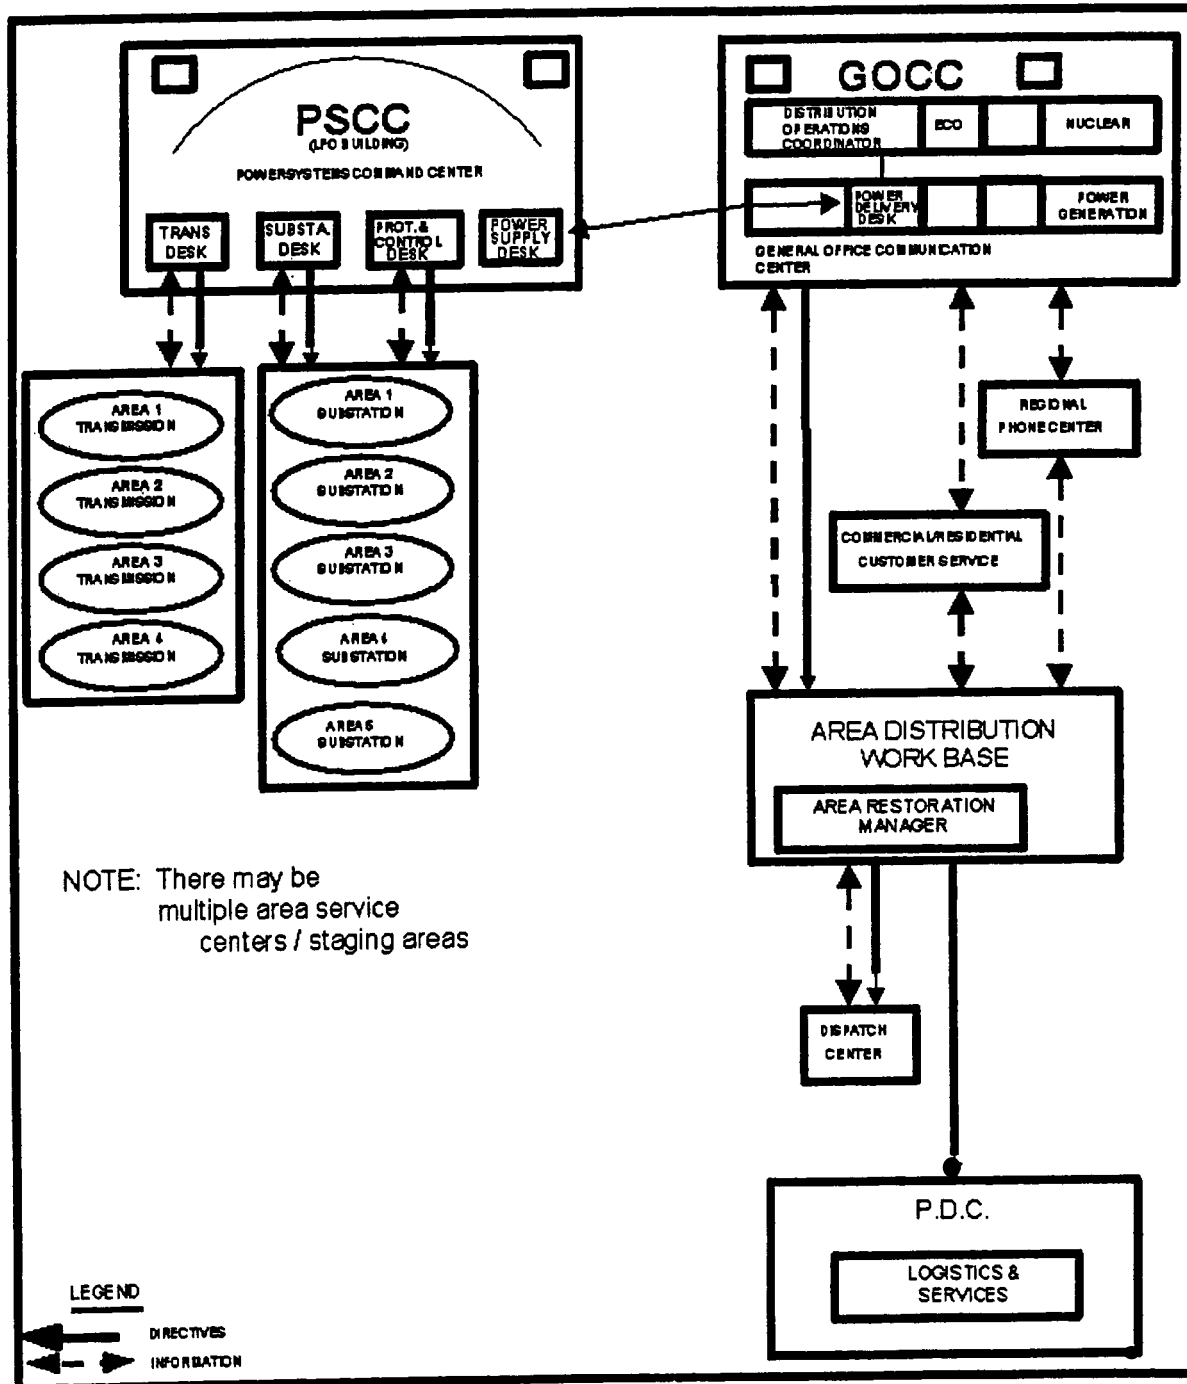 PSCC
(LFO BUILDING)
POWER SYSTEMS COMMAND CENTER
TRANS
DESK
SUBSTA.
DESK
PROT. &
CONTROL
DESK
POWER
SUPPLY
DESK
GOCC
DISTRIBUTION
OPERATIONS
COORDINATOR
ECO
NUCLEAR
POWER
DELIVERY
DESK
POWER
GENERATION
GENERAL OFFICE COMMUNICATION
CENTER
AREA 1
TRANSMISSION
AREA 2
TRANSMISSION
AREA 3
TRANSMISSION
AREA 4
TRANSMISSION
AREA 1
SUBSTATION
AREA 2
SUBSTATION
AREA 3
SUBSTATION
AREA 4
SUBSTATION
AREA 5
SUBSTATION
REGIONAL
PHONE CENTER
COMMERCIAL/RESIDENTIAL
CUSTOMER SERVICE
AREA DISTRIBUTION
WORK BASE
AREA RESTORATION
MANAGER
NOTE: There may be
multiple area service
centers / staging areas
DISPATCH
CENTER
P.D.C.
LOGISTICS &
SERVICES
LEGEND
DIRECTIVES
INFORMATION